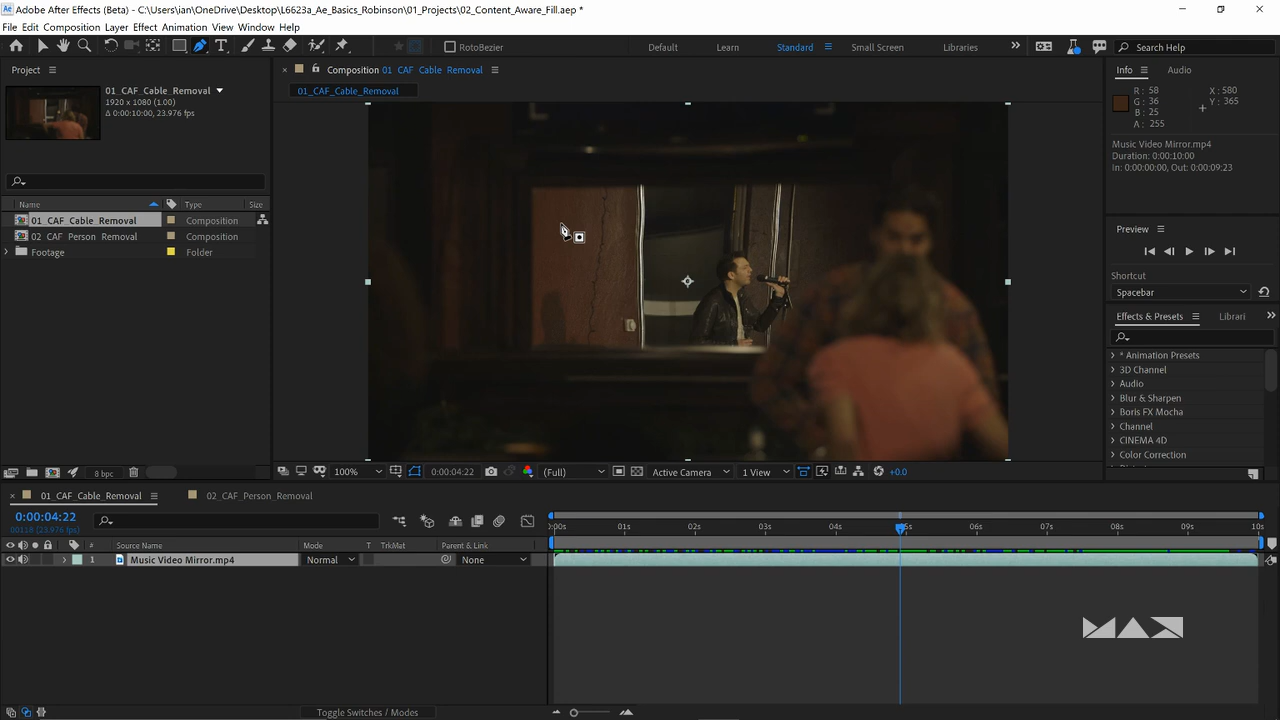 Adobe After Effects (Beta) - C:\Users\ian\OneDrive\Desktop\L6623a_Ae_Basics_Robinson\01_Projects\02_Content_Aware_Fill.aep *
File Edit Composition Layer Effect Animation View Window Help
RotoBezier
Default
Learn
Standard
Small Screen
Libraries
Search Help
Project
01_CAF_Cable_Removal
1920 x 1080 (1.00)
Δ 0:00:10:00, 23.976 fps
Name
Type
Size
01_CAF_Cable_Removal
Composition
02_CAF_Person_Removal
Composition
Footage
Folder
8 bpc
Composition 01_CAF_Cable_Removal
01_CAF_Cable_Removal
100%
0:00:04:22
(Full)
Active Camera
1 View
+0.0
Info
Audio
R : 58
G : 36
B : 25
A : 255
X : 580
Y : 365
Music Video Mirror.mp4
Duration: 0:00:10:00
In: 0:00:00:00, Out: 0:00:09:23
Preview
Shortcut
Spacebar
Effects & Presets
Librari
* Animation Presets
3D Channel
Audio
Blur & Sharpen
Boris FX Mocha
Channel
CINEMA 4D
Color Correction
01_CAF_Cable_Removal
02_CAF_Person_Removal
0:00:04:22
00118 (23.976 fps)
#
Source Name
Mode
T
TrkMat
Parent & Link
1
Music Video Mirror.mp4
Normal
None
:00s
01s
02s
03s
04s
05s
06s
07s
08s
09s
10s
MAX
Toggle Switches / Modes